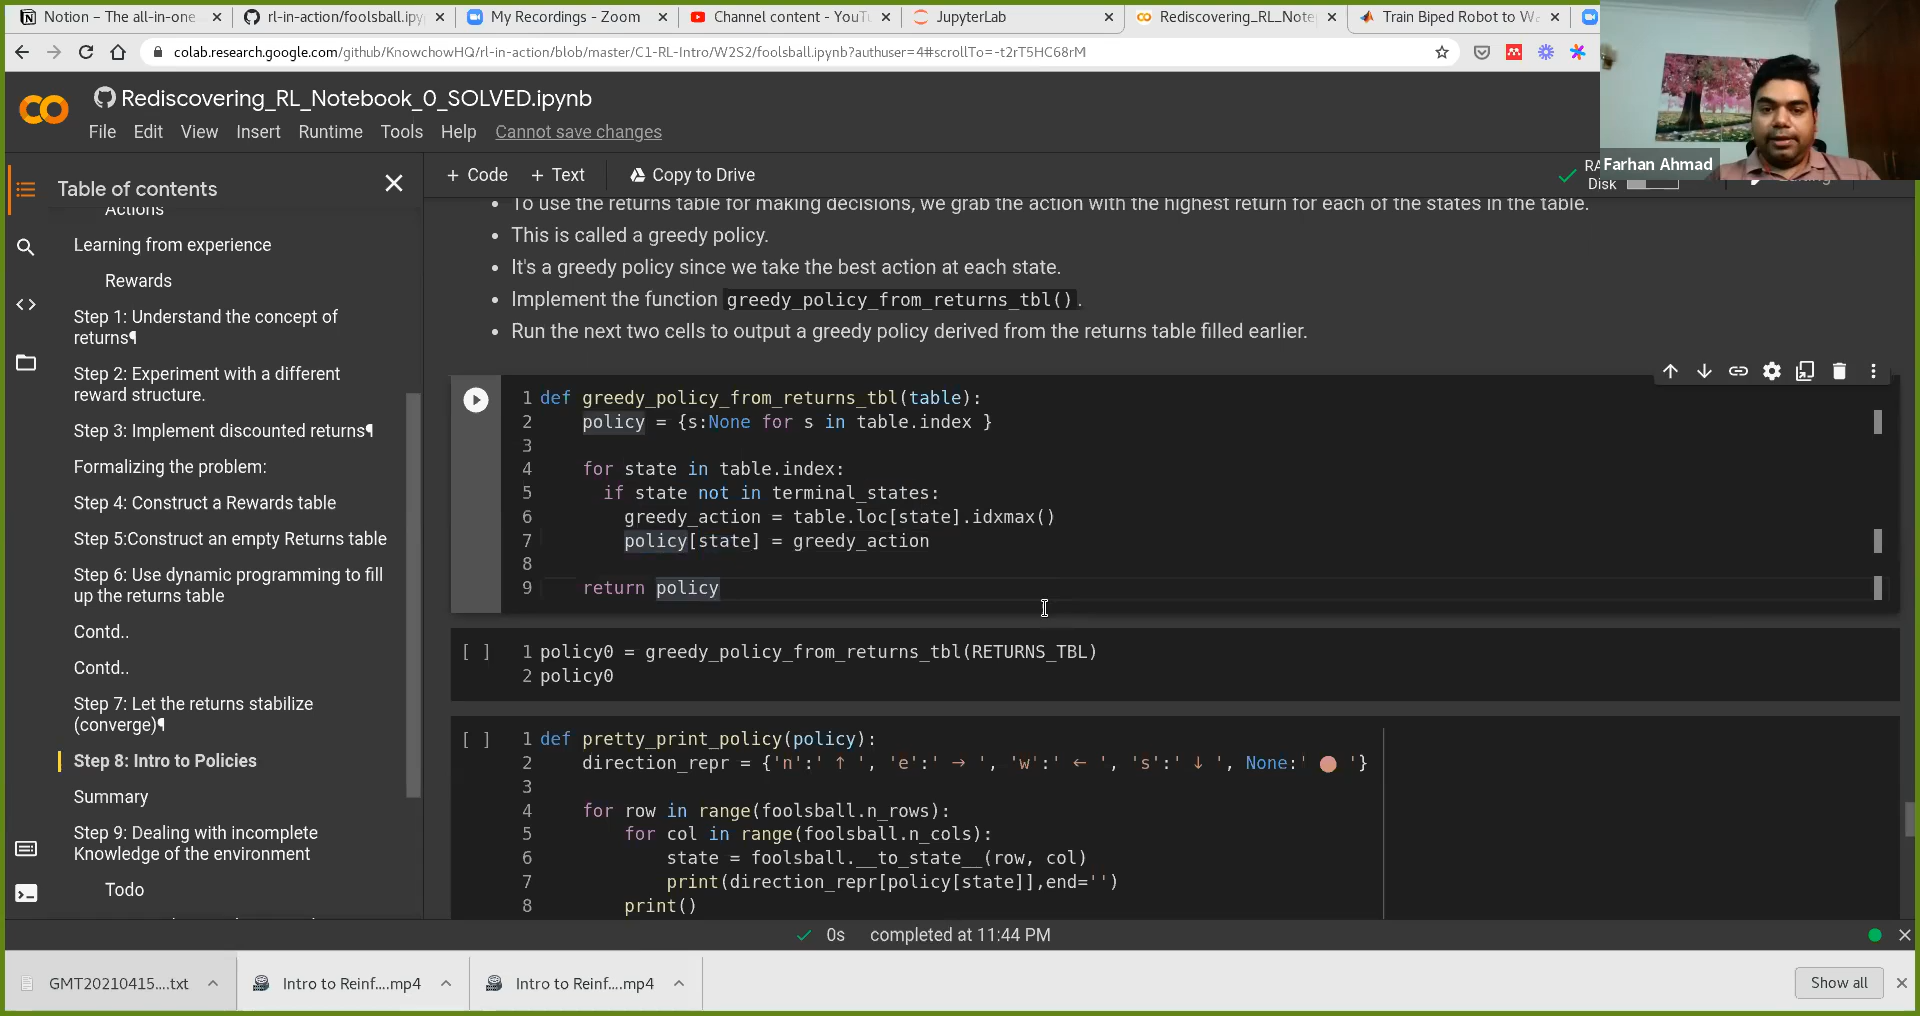 Notion – The all-in-one
rl-in-action/foolsball.ipy
My Recordings - Zoom
Channel content - YouTu
JupyterLab
Rediscovering_RL_Note
Train Biped Robot to Wa
colab.research.google.com/github/KnowchowHQ/rl-in-action/blob/master/C1-RL-Intro/W2S2/foolsball.ipynb?authuser=4#scrollTo=-t2rT5HC68rM
Rediscovering_RL_Notebook_0_SOLVED.ipynb
File Edit View Insert Runtime Tools Help Cannot save changes
Farhan Ahmad
+ Code + Text Copy to Drive
RA
Disk
Table of contents
Actions
Learning from experience
Rewards
Step 1: Understand the concept of
returns¶
Step 2: Experiment with a different
reward structure.
Step 3: Implement discounted returns¶
Formalizing the problem:
Step 4: Construct a Rewards table
Step 5:Construct an empty Returns table
Step 6: Use dynamic programming to fill
up the returns table
Contd..
Contd..
Step 7: Let the returns stabilize
(converge)¶
Step 8: Intro to Policies
Summary
Step 9: Dealing with incomplete
Knowledge of the environment
Todo
• To use the returns table for making decisions, we grab the action with the highest return for each of the states in the table.
• This is called a greedy policy.
• It's a greedy policy since we take the best action at each state.
• Implement the function greedy_policy_from_returns_tbl().
• Run the next two cells to output a greedy policy derived from the returns table filled earlier.
1 def greedy_policy_from_returns_tbl(table):
2 policy = {s:None for s in table.index }
3
4 for state in table.index:
5 if state not in terminal_states:
6 greedy_action = table.loc[state].idxmax()
7 policy[state] = greedy_action
8
9 return policy
[ ] 1 policy0 = greedy_policy_from_returns_tbl(RETURNS_TBL)
2 policy0
[ ] 1 def pretty_print_policy(policy):
2 direction_repr = {'n':' ↑ ', 'e':' → ', 'w':' ← ', 's':' ↓ ', None:' ⬤ '}
3
4 for row in range(foolsball.n_rows):
5 for col in range(foolsball.n_cols):
6 state = foolsball.__to_state__(row, col)
7 print(direction_repr[policy[state]],end='')
8 print()
0s completed at 11:44 PM
GMT20210415....txt
Intro to Reinf....mp4
Intro to Reinf....mp4
Show all